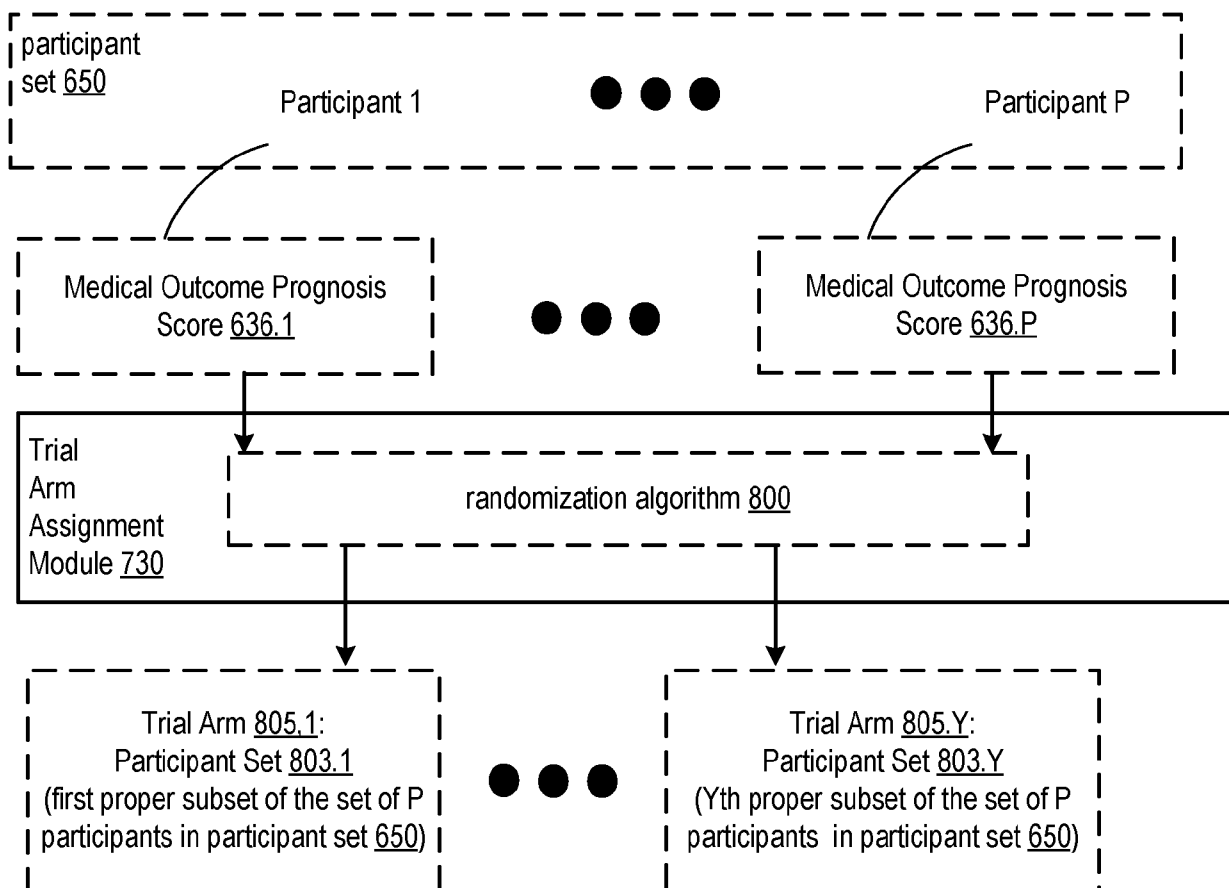 participant
set 650
Participant 1
Participant P
Medical Outcome Prognosis
Score 636.1
Medical Outcome Prognosis
Score 636.P
Trial
Arm
Assignment
Module 730
randomization algorithm 800
Trial Arm 805,1:
Participant Set 803.1
(first proper subset of the set of P
participants in participant set 650)
Trial Arm 805.Y:
Participant Set 803.Y
(Yth proper subset of the set of P
participants in participant set 650)